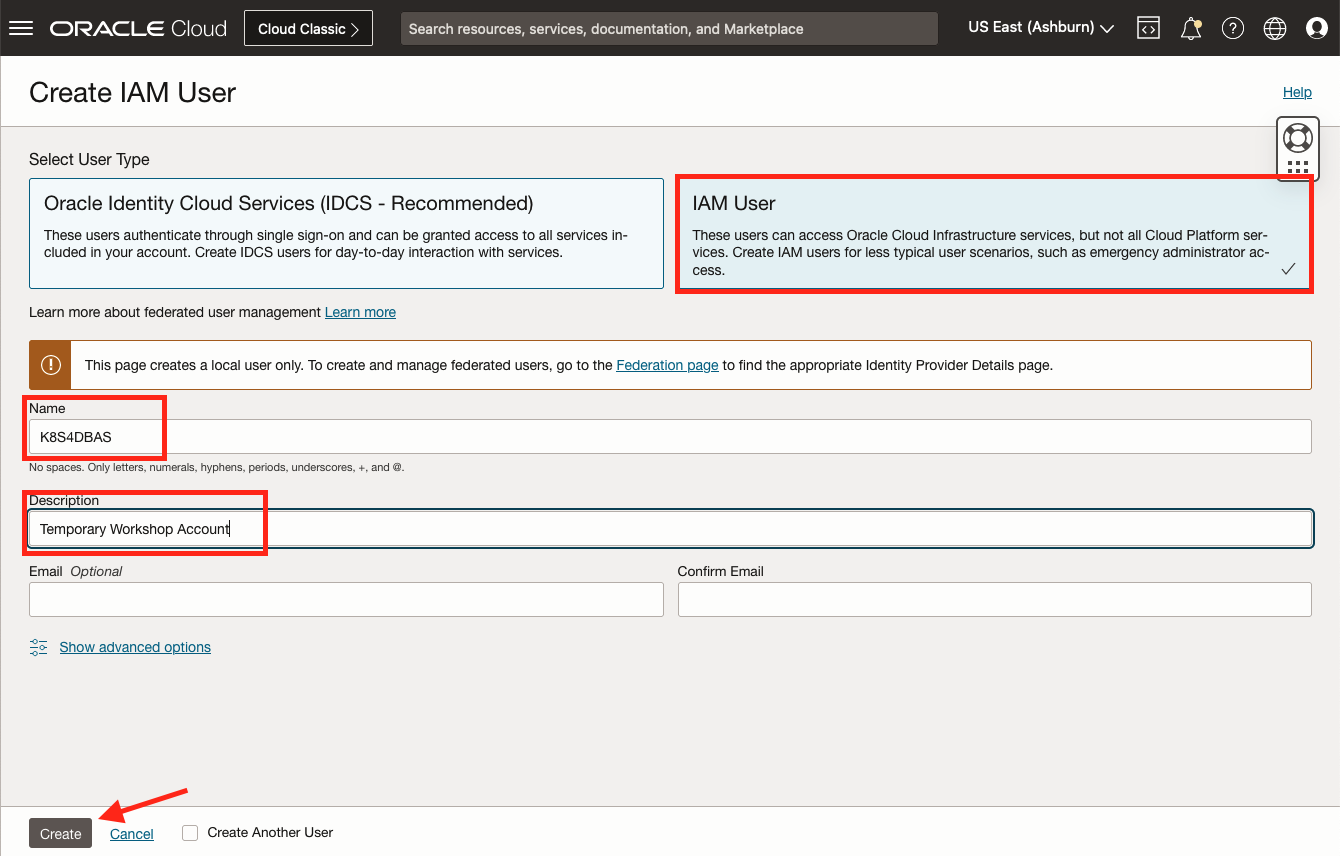 ORACLE Cloud
Cloud Classic
Search resources, services, documentation, and Marketplace
US East (Ashburn)
Create IAM User
Help
Select User Type
Oracle Identity Cloud Services (IDCS - Recommended)
These users authenticate through single sign-on and can be granted access to all services in-
cluded in your account. Create IDCS users for day-to-day interaction with services.
IAM User
These users can access Oracle Cloud Infrastructure services, but not all Cloud Platform ser-
vices. Create IAM users for less typical user scenarios, such as emergency administrator ac-
cess.
Learn more about federated user management Learn more
This page creates a local user only. To create and manage federated users, go to the Federation page to find the appropriate Identity Provider Details page.
Name
K8S4DBAS
No spaces. Only letters, numerals, hyphens, periods, underscores, +, and @.
Description
Temporary Workshop Account
Email Optional
Confirm Email
Show advanced options
Create
Cancel
Create Another User